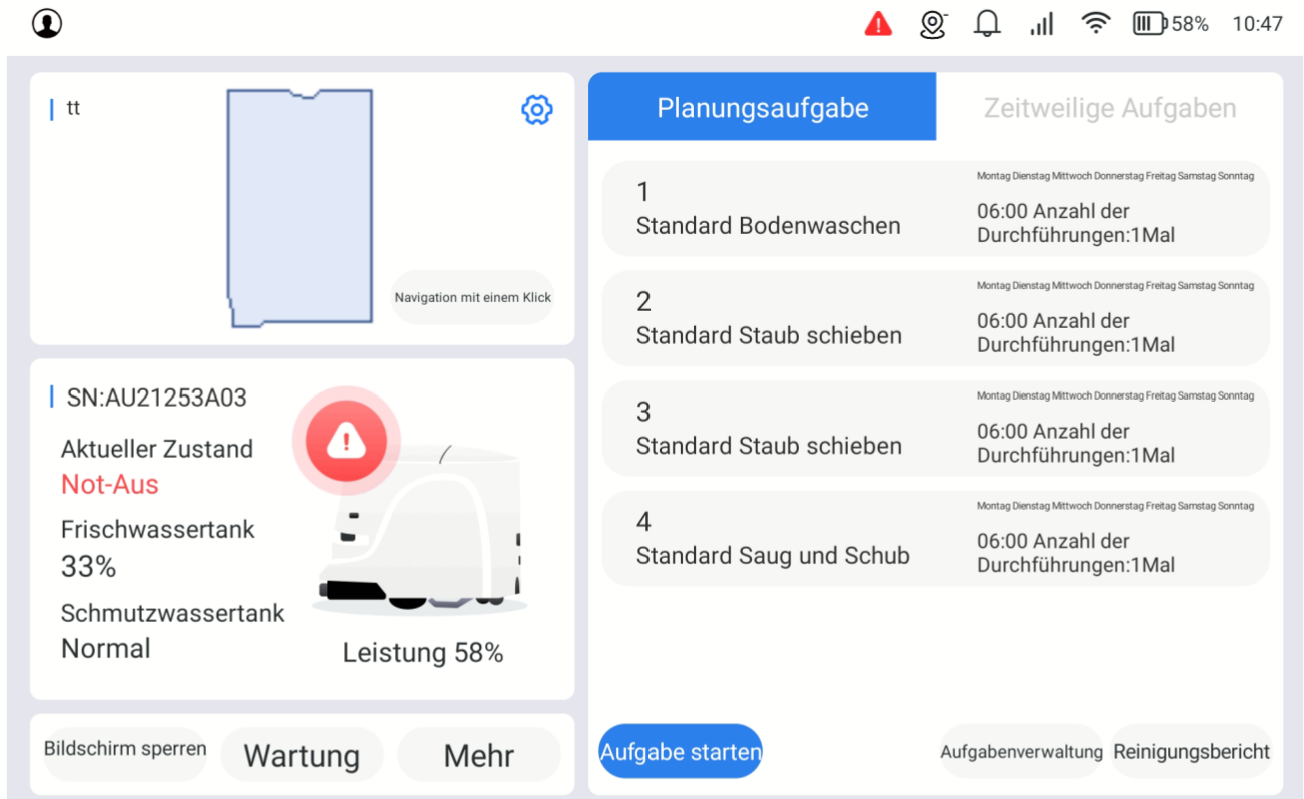 58% 10:47
tt
Navigation mit einem Klick
SN:AU21253A03
Aktueller Zustand
Not-Aus
Frischwassertank
33%
Schmutzwassertank
Normal
Leistung 58%
Bildschirm sperren
Wartung
Mehr
Planungsaufgabe
Zeitweilige Aufgaben
1
Standard Bodenwaschen
Montag Dienstag Mittwoch Donnerstag Freitag Samstag Sonntag
06:00 Anzahl der
Durchführungen:1Mal
2
Standard Staub schieben
Montag Dienstag Mittwoch Donnerstag Freitag Samstag Sonntag
06:00 Anzahl der
Durchführungen:1Mal
3
Standard Staub schieben
Montag Dienstag Mittwoch Donnerstag Freitag Samstag Sonntag
06:00 Anzahl der
Durchführungen:1Mal
4
Standard Saug und Schub
Montag Dienstag Mittwoch Donnerstag Freitag Samstag Sonntag
06:00 Anzahl der
Durchführungen:1Mal
Aufgabe starten
Aufgabenverwaltung
Reinigungsbericht